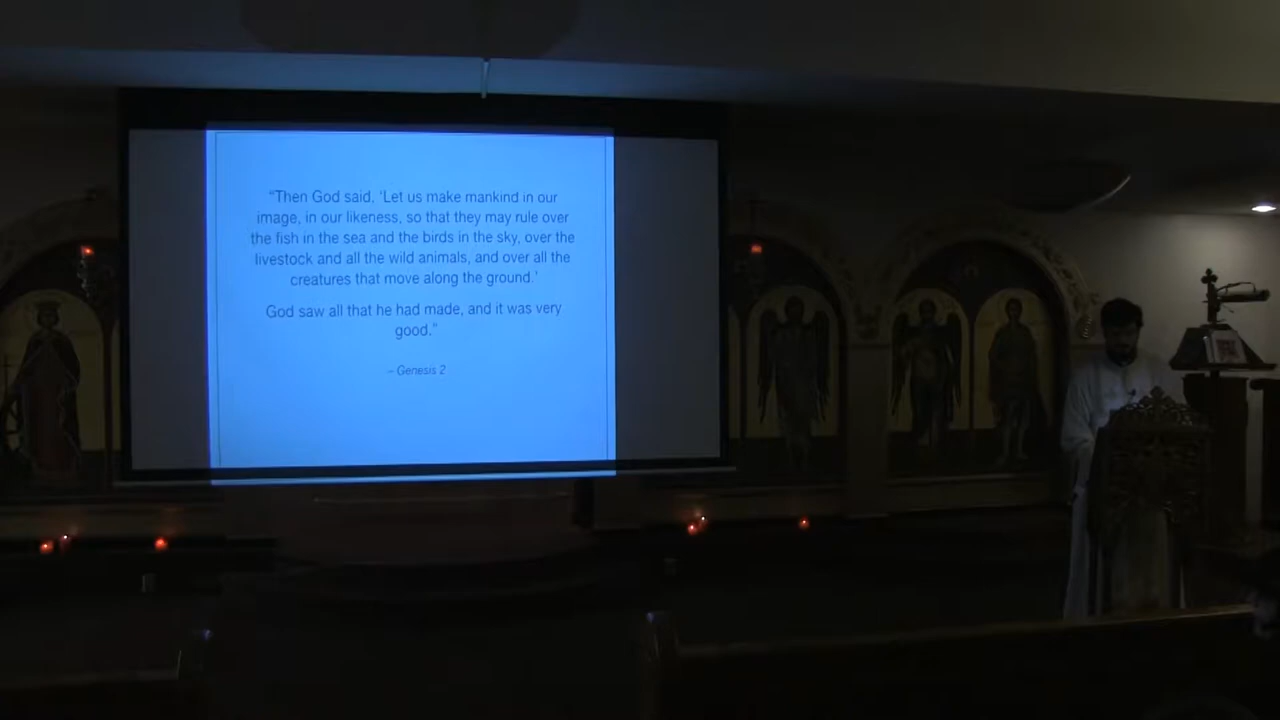 “Then God said, ‘Let us make mankind in our
image, in our likeness, so that they may rule over
the fish in the sea and the birds in the sky, over the
livestock and all the wild animals, and over all the
creatures that move along the ground.’
God saw all that he had made, and it was very
good.”
– Genesis 2